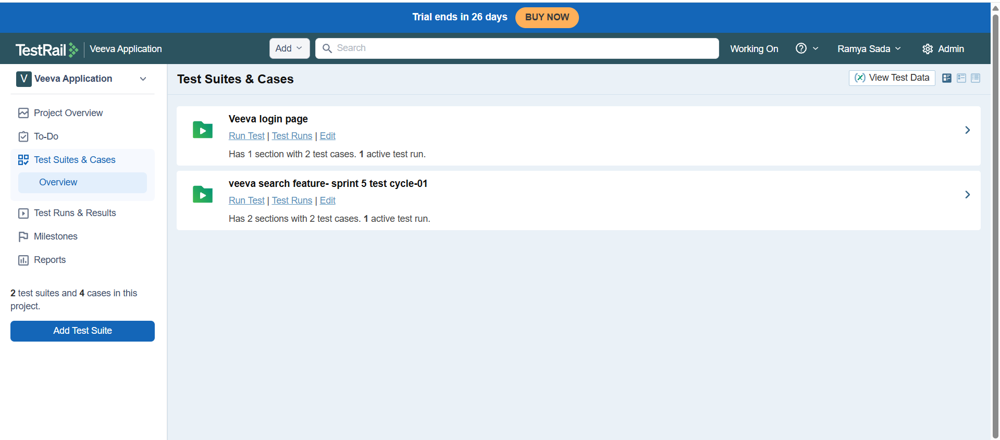 Trial ends in 26 days BUY NOW
TestRail Veeva Application Add Search Working On Ramya Sada Admin
V Veeva Application
Test Suites & Cases View Test Data
Project Overview
To-Do
Test Suites & Cases
Overview
Test Runs & Results
Milestones
Reports
2 test suites and 4 cases in this
project.
Add Test Suite
Veeva login page
Run Test | Test Runs | Edit
Has 1 section with 2 test cases. 1 active test run.
veeva search feature- sprint 5 test cycle-01
Run Test | Test Runs | Edit
Has 2 sections with 2 test cases. 1 active test run.